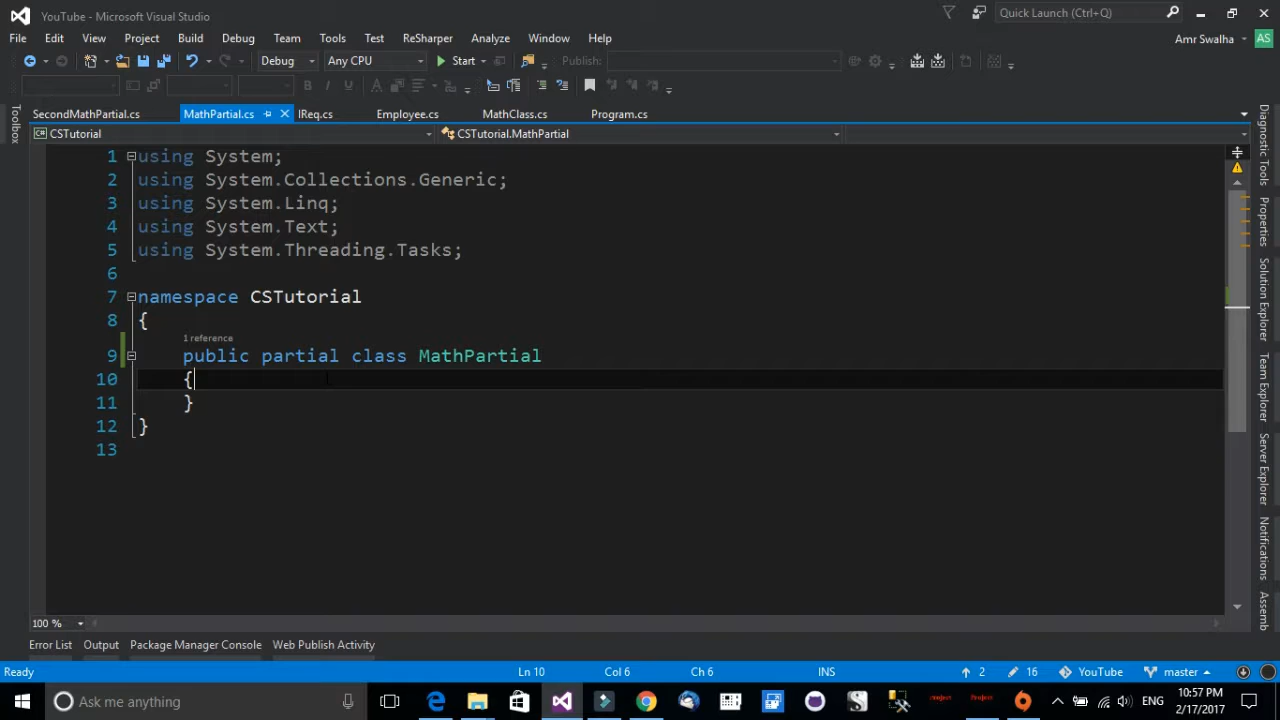 YouTube - Microsoft Visual Studio
Quick Launch (Ctrl+Q)
File Edit View Project Build Debug Team Tools Test ReSharper Analyze Window Help
Amr Swalha
AS
Debug
Any CPU
Start
Publish:
SecondMathPartial.cs
MathPartial.cs
IReq.cs
Employee.cs
MathClass.cs
Program.cs
CSTutorial
CSTutorial.MathPartial
Toolbox
1 using System;
2 using System.Collections.Generic;
3 using System.Linq;
4 using System.Text;
5 using System.Threading.Tasks;
6
7 namespace CSTutorial
8 {
1 reference
9 public partial class MathPartial
10 {
11 }
12 }
13
Diagnostic Tools
Properties
Solution Explorer
Team Explorer
Server Explorer
Notifications
Assemb
100 %
Error List
Output
Package Manager Console
Web Publish Activity
Ready
Ln 10
Col 6
Ch 6
INS
2
16
YouTube
master
Ask me anything
ENG
10:57 PM
2/17/2017